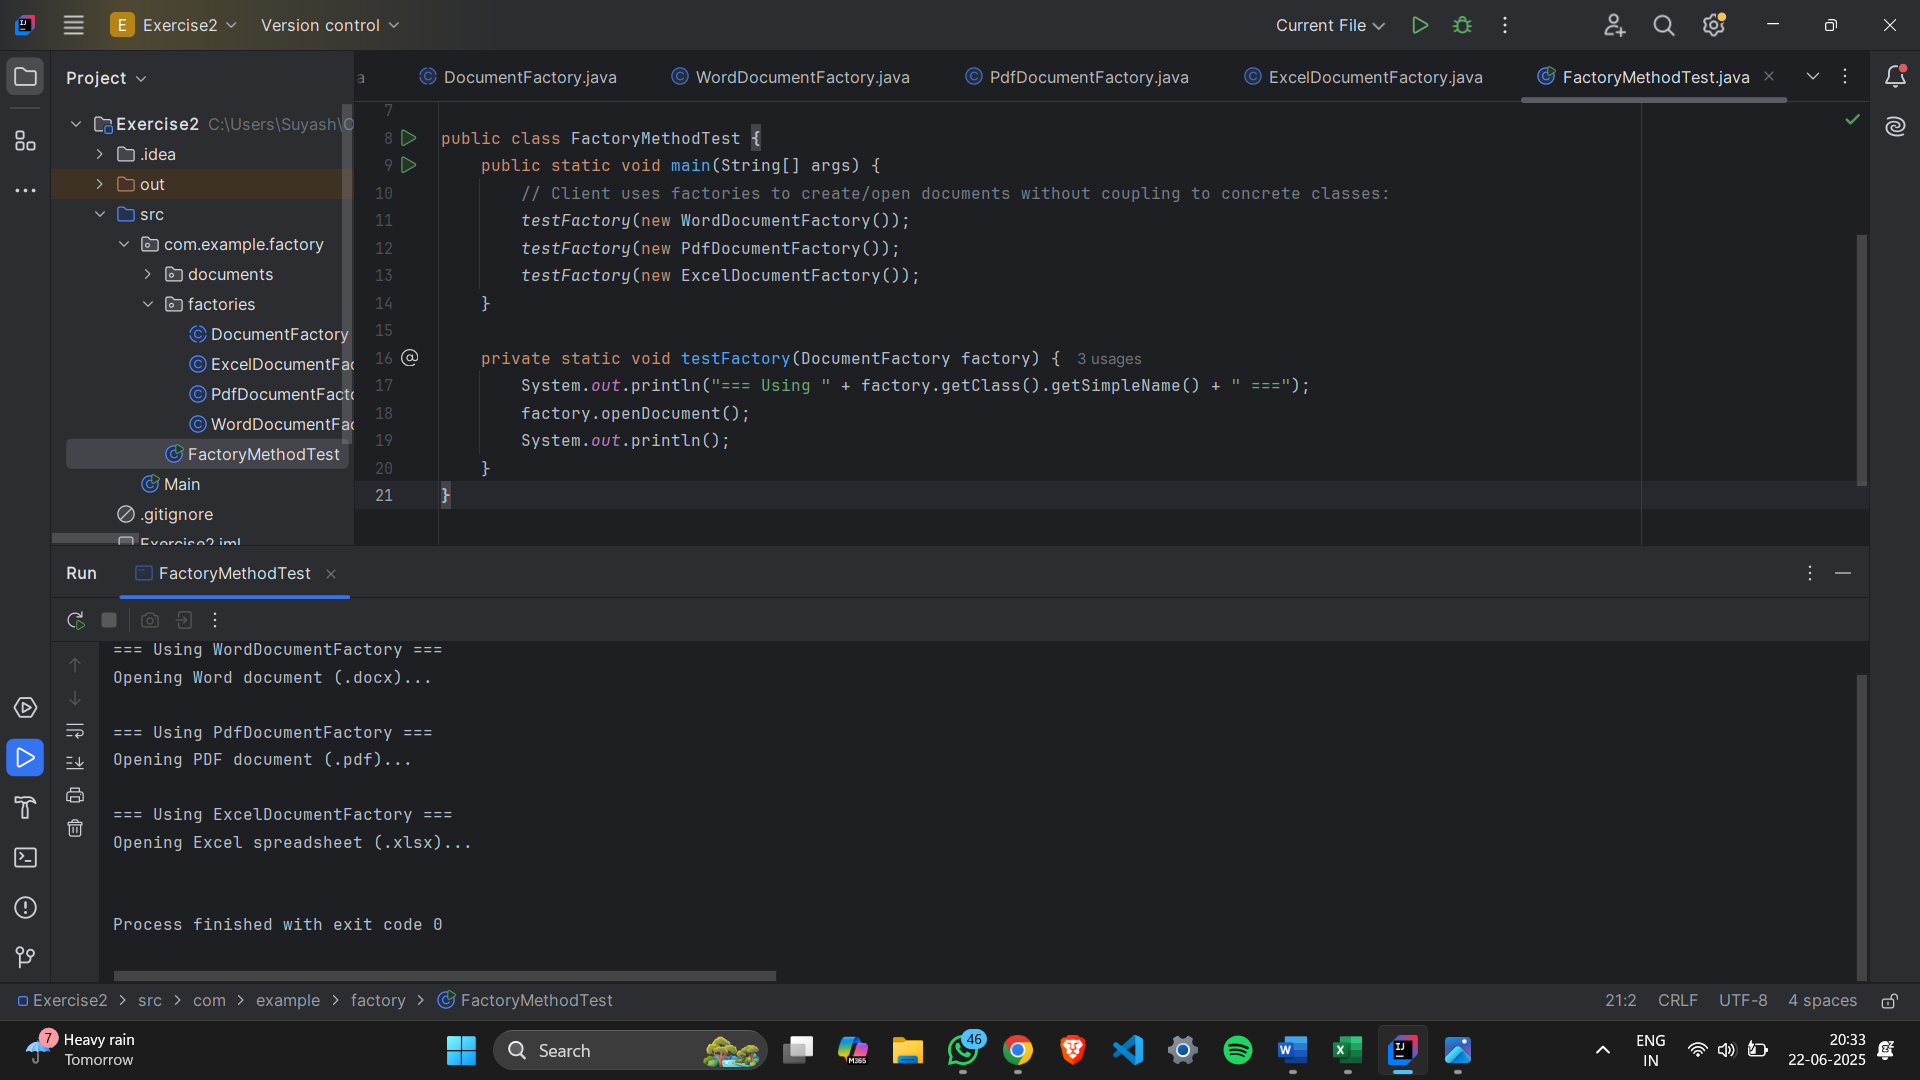 E Exercise2 Version control Current File
Project
a DocumentFactory.java WordDocumentFactory.java PdfDocumentFactory.java ExcelDocumentFactory.java FactoryMethodTest.java
Exercise2 C:\Users\Suyash\O
.idea
out
src
com.example.factory
documents
factories
DocumentFactory
ExcelDocumentFac
PdfDocumentFacto
WordDocumentFac
FactoryMethodTest
Main
.gitignore
Exercise2.iml
7
8 public class FactoryMethodTest {
9 public static void main(String[] args) {
10 // Client uses factories to create/open documents without coupling to concrete classes:
11 testFactory(new WordDocumentFactory());
12 testFactory(new PdfDocumentFactory());
13 testFactory(new ExcelDocumentFactory());
14 }
15
16 private static void testFactory(DocumentFactory factory) { 3 usages
17 System.out.println("=== Using " + factory.getClass().getSimpleName() + " ===");
18 factory.openDocument();
19 System.out.println();
20 }
21 }
Run FactoryMethodTest
=== Using WordDocumentFactory ===
Opening Word document (.docx)...
=== Using PdfDocumentFactory ===
Opening PDF document (.pdf)...
=== Using ExcelDocumentFactory ===
Opening Excel spreadsheet (.xlsx)...
Process finished with exit code 0
Exercise2 > src > com > example > factory > FactoryMethodTest 21:2 CRLF UTF-8 4 spaces
7 Heavy rain
Tomorrow
Search
M365
46
ENG
IN
20:33
22-06-2025